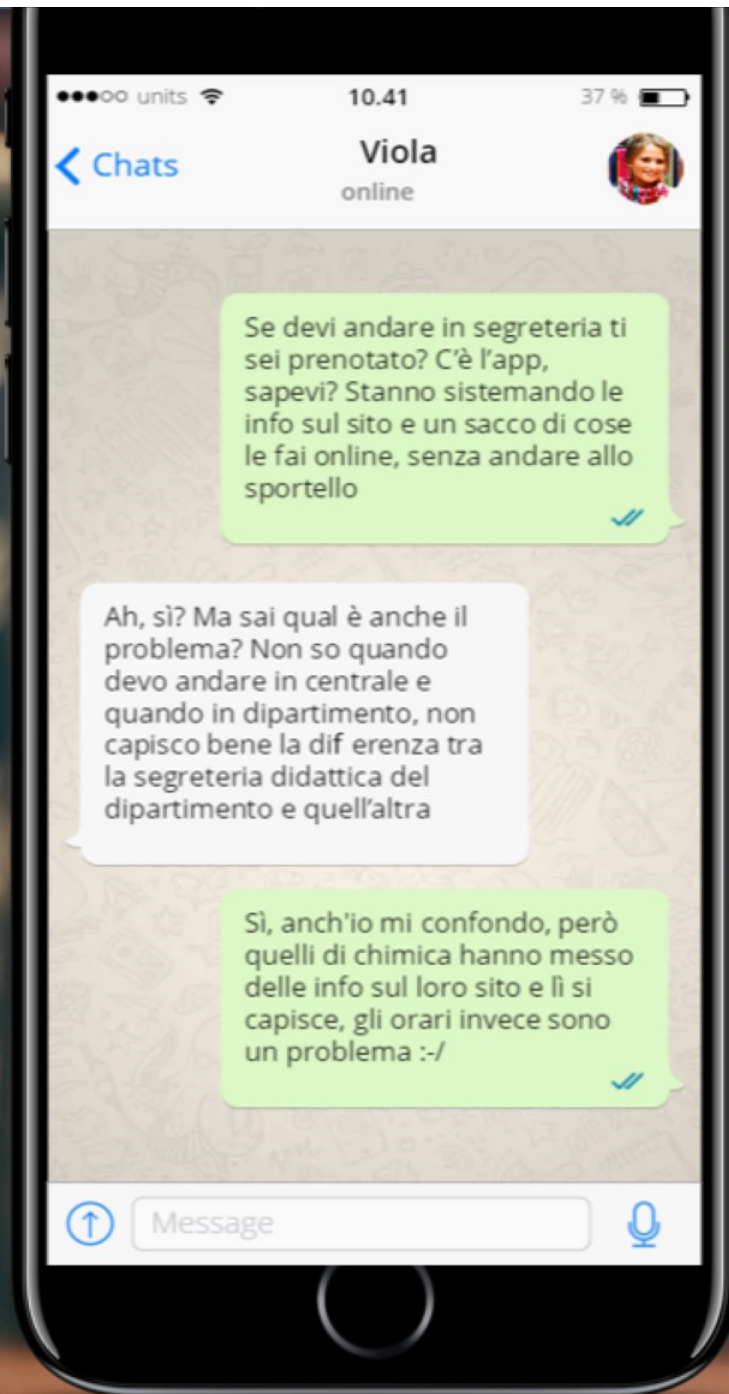 units
10.41
37 %
Chats
Viola
online
Se devi andare in segreteria ti
sei prenotato? C'è l'app,
sapevi? Stanno sistemando le
info sul sito e un sacco di cose
le fai online, senza andare allo
sportello
Ah, sì? Ma sai qual è anche il
problema? Non so quando
devo andare in centrale e
quando in dipartimento, non
capisco bene la dif erenza tra
la segreteria didattica del
dipartimento e quell'altra
Sì, anch'io mi confondo, però
quelli di chimica hanno messo
delle info sul loro sito e lì si
capisce, gli orari invece sono
un problema :-/
Message